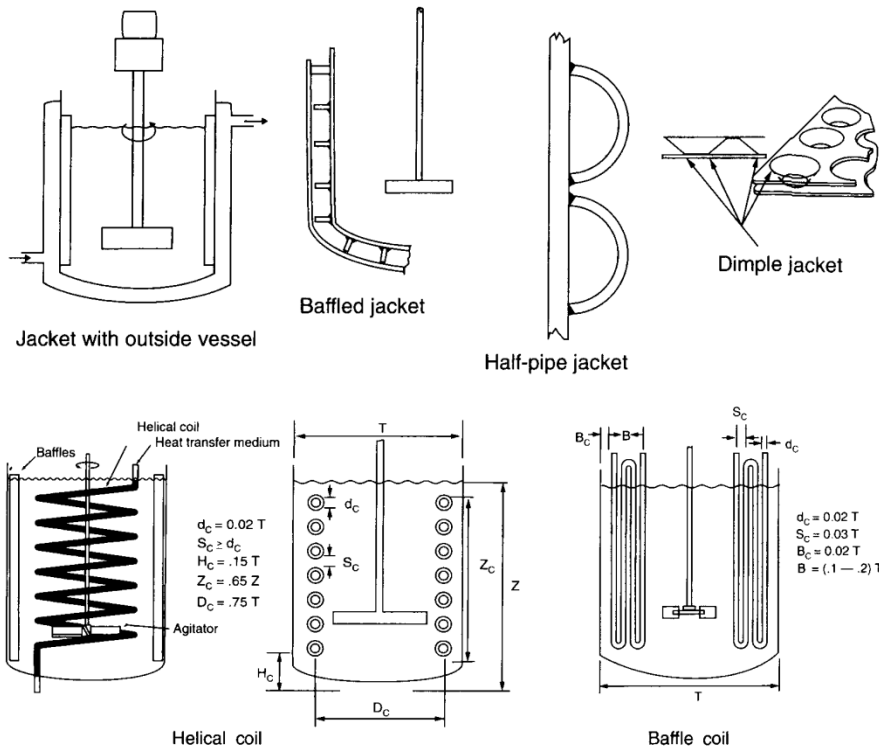 Jacket with outside vessel
Baffled jacket
Half-pipe jacket
Dimple jacket
Helical coil
Heat transfer medium
Baffles
Agitator
d_C = 0.02 T
S_C ≥ d_C
H_C = .15 T
Z_C = .65 Z
D_C = .75 T
T
d_C
S_C
Z_C
Z
H_C
D_C
Helical coil
S_C
B_C
B
d_C
d_C = 0.02 T
S_C = 0.03 T
B_C = 0.02 T
B = (.1 — .2) T
T
Baffle coil